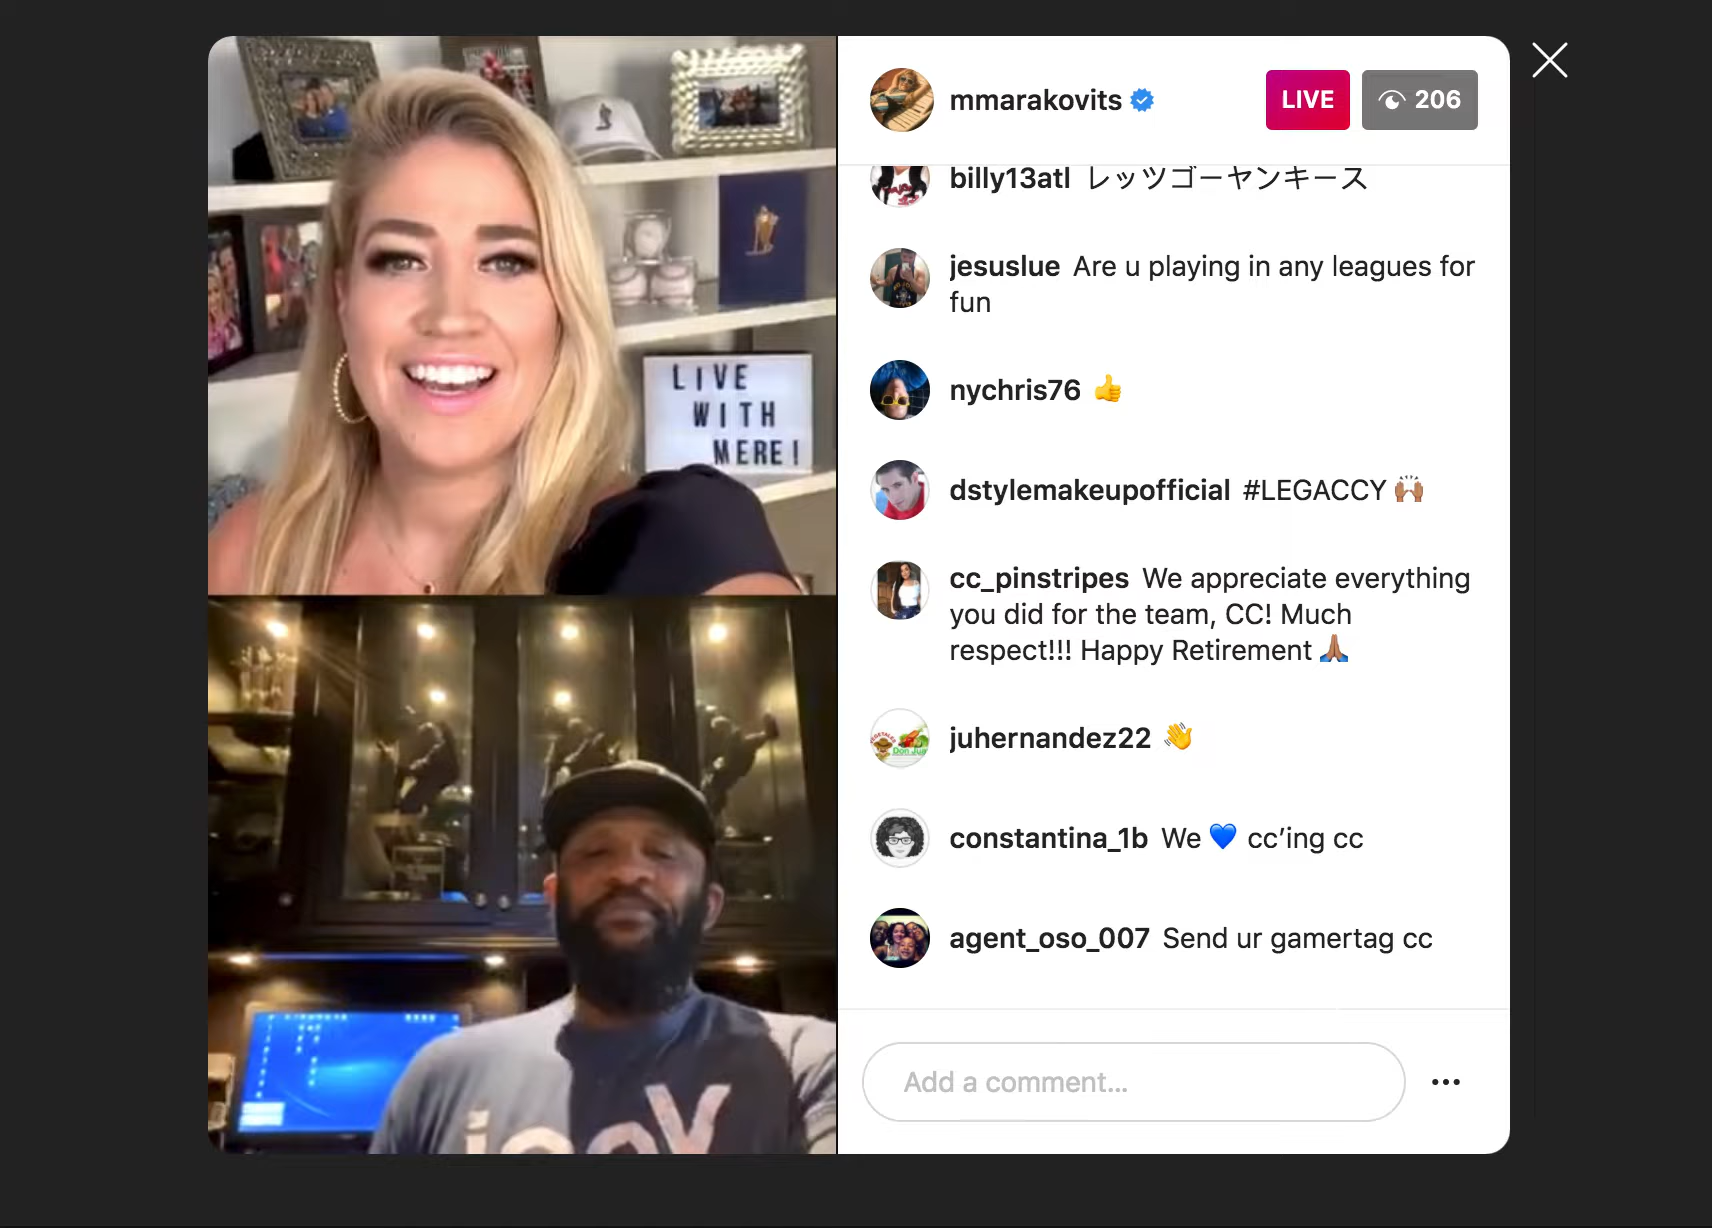 LIVE
WITH
MERE!
mmarakovits
LIVE
206
billy13atl レッツゴーヤンキース
jesuslue Are u playing in any leagues for
fun
nychris76 👍
dstylemakeupofficial #LEGACCY 🙌🏽
cc_pinstripes We appreciate everything
you did for the team, CC! Much
respect!!! Happy Retirement 🙏🏽
juhernandez22 👋
constantina_1b We 💙 cc’ing cc
agent_oso_007 Send ur gamertag cc
Add a comment...